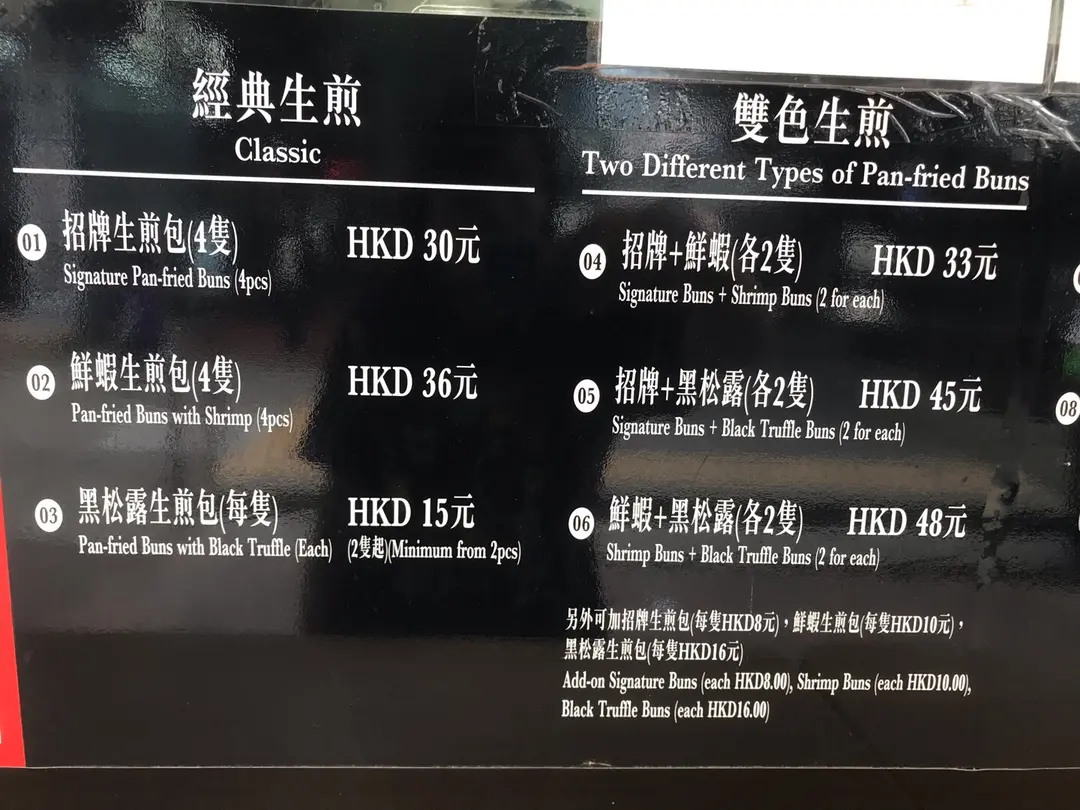 經典生煎
Classic
01 招牌生煎包(4隻) HKD 30元
Signature Pan-fried Buns (4pcs)
02 鮮蝦生煎包(4隻) HKD 36元
Pan-fried Buns with Shrimp (4pcs)
03 黑松露生煎包(每隻) HKD 15元
Pan-fried Buns with Black Truffle (Each) (2隻起)(Minimum from 2pcs)
雙色生煎
Two Different Types of Pan-fried Buns
04 招牌+鮮蝦(各2隻) HKD 33元
Signature Buns + Shrimp Buns (2 for each)
05 招牌+黑松露(各2隻) HKD 45元
Signature Buns + Black Truffle Buns (2 for each)
06 鮮蝦+黑松露(各2隻) HKD 48元
Shrimp Buns + Black Truffle Buns (2 for each)
另外可加招牌生煎包(每隻HKD8元),鮮蝦生煎包(每隻HKD10元),
黑松露生煎包(每隻HKD16元)
Add-on Signature Buns (each HKD8.00), Shrimp Buns (each HKD10.00),
Black Truffle Buns (each HKD16.00)
08